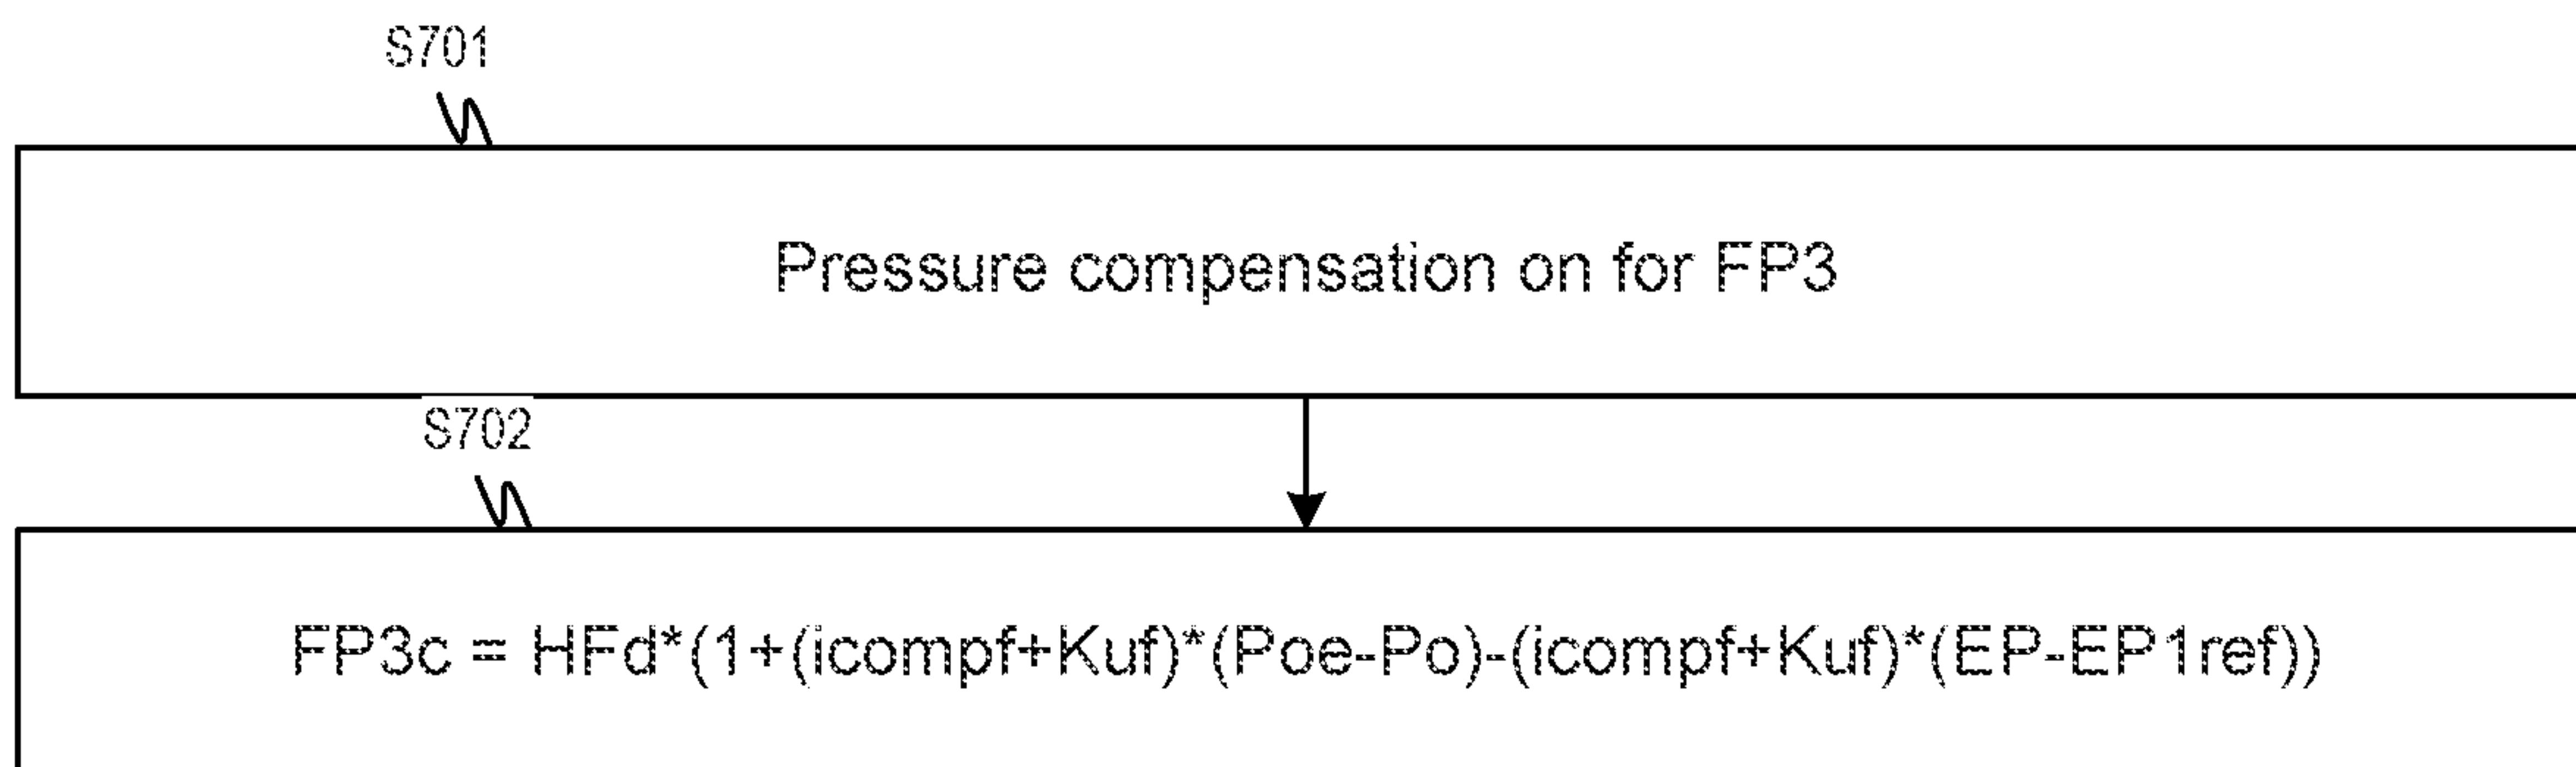 S701
Pressure compensation on for FP3
S702
FP3c = HFd*(1+(icompf+Kuf)*(Poe-Po)-(icompf+Kuf)*(EP-EP1ref))